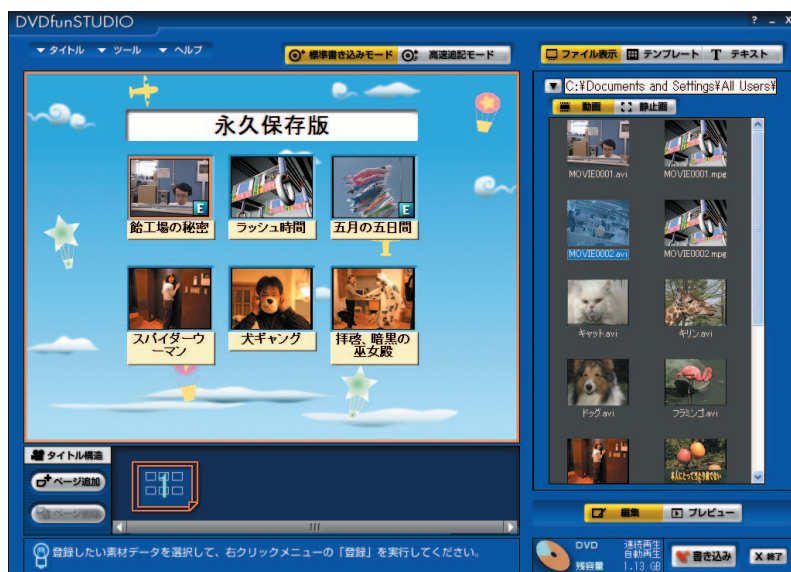 DVDfunSTUDIO
? _ X
▼ タイトル ▼ ツール ▼ ヘルプ
標準書き込みモード 高速追記モード
ファイル表示 テンプレート T テキスト
C:¥Documents and Settings¥All Users¥
動画 静止画
永久保存版
E
E
飴工場の秘密 ラッシュ時間 五月の五日間
スパイダーウーマン
犬ギャング
拝啓、暗黒の巫女殿
MOVIE0001.avi MOVIE0001.mpg
MOVIE0002.avi MOVIE0002.mpg
キャット.avi キリン.avi
ドッグ.avi フラミンゴ.avi
タイトル構造
ページ追加
ページ削除
編集 プレビュー
登録したい素材データを選択して、右クリックメニューの「登録」を実行してください。
DVD 連続再生
自動再生
残容量 1.13 GB
書き込み
X 終了